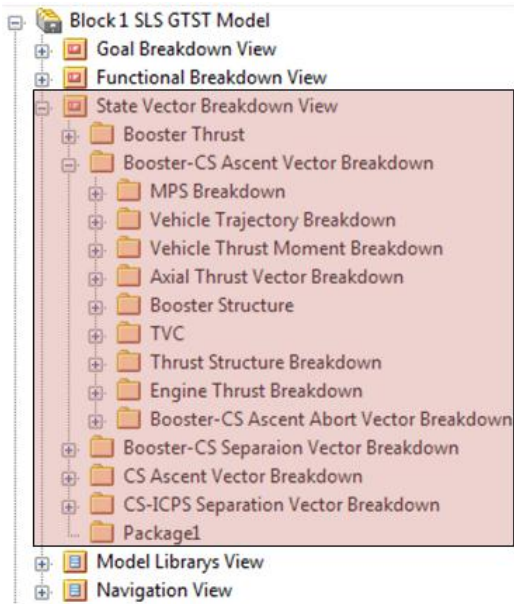 Block 1 SLS GTST Model
Goal Breakdown View
Functional Breakdown View
State Vector Breakdown View
Booster Thrust
Booster-CS Ascent Vector Breakdown
MPS Breakdown
Vehicle Trajectory Breakdown
Vehicle Thrust Moment Breakdown
Axial Thrust Vector Breakdown
Booster Structure
TVC
Thrust Structure Breakdown
Engine Thrust Breakdown
Booster-CS Ascent Abort Vector Breakdown
Booster-CS Separaion Vector Breakdown
CS Ascent Vector Breakdown
CS-ICPS Separation Vector Breakdown
Package1
Model Librarys View
Navigation View